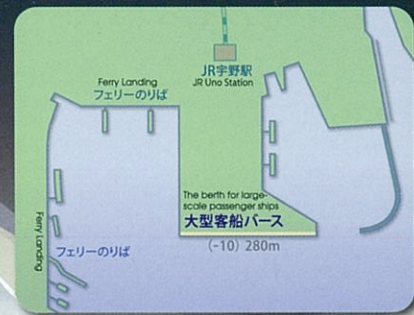 JR宇野駅
JR Uno Station
Ferry Landing
フェリーのりば
The berth for large-
scale passenger ships
大型客船バース
(-10) 280m
Ferry Landing
フェリーのりば